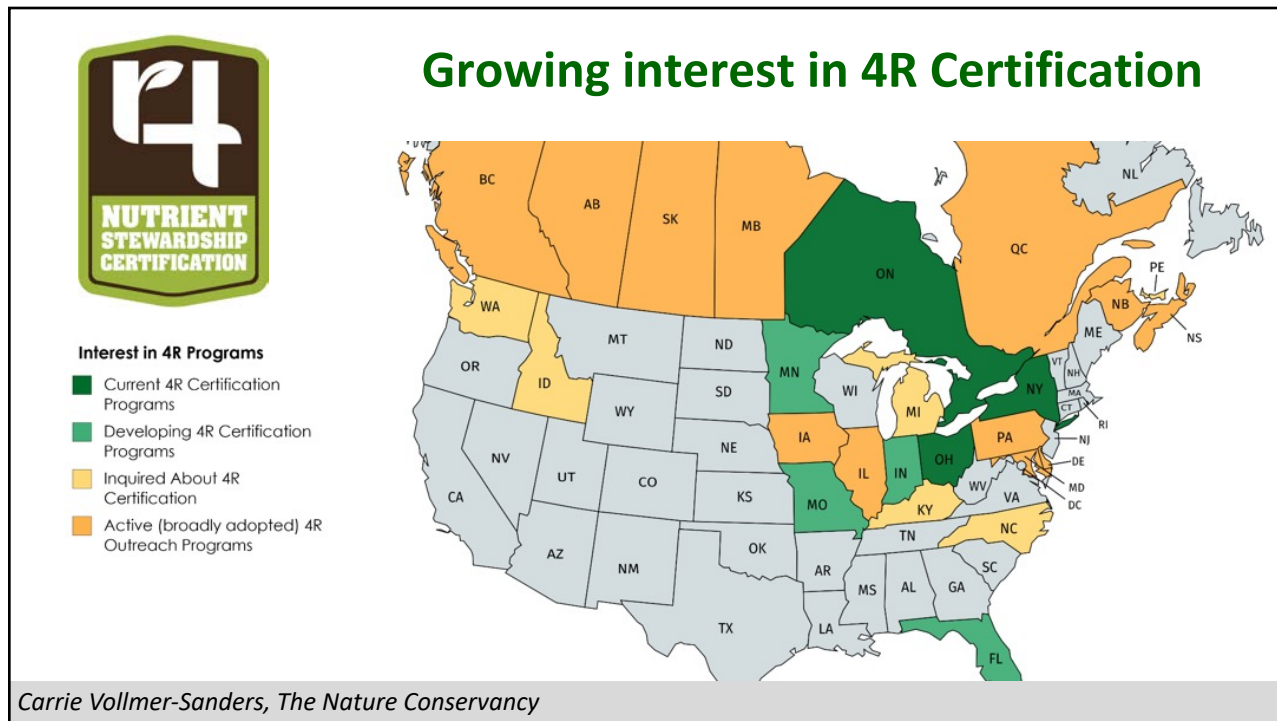 Growing interest in 4R Certification
r4
NUTRIENT
STEWARDSHIP
CERTIFICATION
Interest in 4R Programs
Current 4R Certification
Programs
Developing 4R Certification
Programs
Inquired About 4R
Certification
Active (broadly adopted) 4R
Outreach Programs
BC
AB
SK
MB
ON
QC
NL
PE
NB
NS
WA
MT
ND
MN
ME
VT
NH
OR
ID
SD
WI
MI
NY
MA
CT
RI
WY
NE
IA
PA
NJ
NV
UT
CO
IL
IN
OH
DE
MD
DC
CA
KS
MO
WV
VA
KY
AZ
NM
OK
TN
NC
AR
SC
MS
AL
GA
TX
LA
FL
Carrie Vollmer-Sanders, The Nature Conservancy